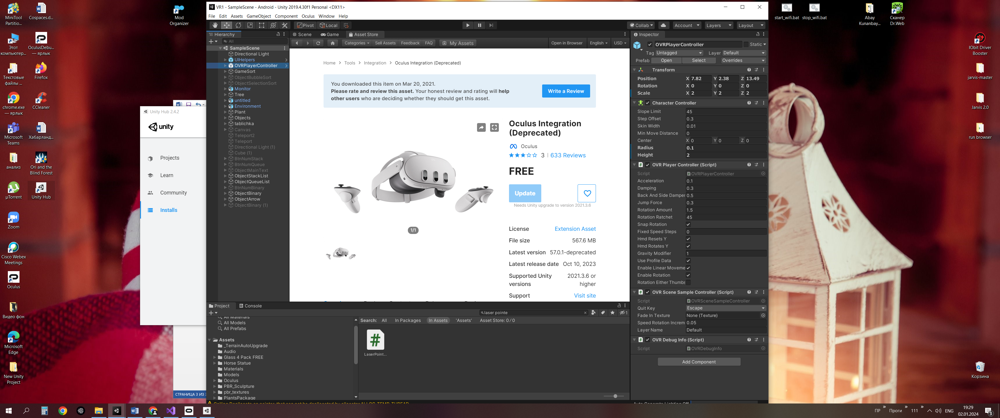 MiniTool
Partitio...
Cospaces.d...
Этот
компьютер...
OculusDebu...
— ярлык
Текстовые
файлы ...
Firefox
chrome.exe
— ярлык
CCleaner
Microsoft
Teams
Хабарланд...
анализ
Ori and the
Blind Forest
µTorrent
Unity Hub
Zoom
Cisco Webex
Meetings
Oculus
Видео фон
Microsoft
Edge
New Unity
Project
Mod
Organizer
Unity Hub 2.4.2
unity
Projects
Learn
Community
Installs
СТРАНИЦА 3 ИЗ 3
VR1 - SampleScene - Android - Unity 2019.4.30f1 Personal <DX11>
File Edit Assets GameObject Component Oculus Window Help
Pivot Local
Collab Account Layers Layout
Hierarchy
All
SampleScene
Directional Light
UIHelpers
OVRPlayerController
GameSort
ObjectBubbleSort
ObjectSelectionSort
Monitor
Tree
untitled
Environment
Plant
Objects
tablichka
Canvas
Teleport2
Teleport
Directional Light (1)
Cube (1)
BtnNumStack
BtnNumQueue
ObjectMainText
ObjectStackList
ObjectQueueList
BtnNumBinary
ObjectBinary
ObjectArrow
ObjectBinary (1)
Scene Game Asset Store
Categories Sell Assets Feedback FAQ My Assets Open in Browser English USD
Home > Tools > Integration > Oculus Integration (Deprecated)
You downloaded this item on Mar 20, 2021.
Please rate and review this asset. Your honest review and rating will help
other users who are deciding whether they should get this asset.
Write a Review
Oculus Integration
(Deprecated)
Oculus
3 | 633 Reviews
FREE
Update
Needs Unity upgrade to version 2021.3.6
1/1
License Extension Asset
File size 567.6 MB
Latest version 57.0.1-deprecated
Latest release date Oct 10, 2023
Supported Unity
versions
2021.3.6 or
higher
Support Visit site
Project Console
laser pointe
1
All Materials
All Models
All Prefabs
Assets
_TerrainAutoUpgrade
Audio
Glass 4 Pack FREE
Horse Statue
Materials
Models
Oculus
PBR_Sculpture
pbr_textures
PlantsPackage
Search: All In Packages In Assets 'Assets' Asset Store: 0 / 0
LaserPoint...
Inspector
OVRPlayerController Static
Tag Untagged Layer Default
Prefab Open Select Overrides
Transform
Position X 7.82 Y 2.38 Z 13.49
Rotation X 0 Y 0 Z 0
Scale X 2 Y 2 Z 2
Character Controller
Slope Limit 45
Step Offset 0.3
Skin Width 0.01
Min Move Distance 0
Center X 0 Y 0 Z 0
Radius 0.1
Height 2
OVR Player Controller (Script)
Script OVRPlayerController
Acceleration 0.1
Damping 0.3
Back And Side Damper 0.5
Jump Force 0.3
Rotation Amount 1.5
Rotation Ratchet 45
Snap Rotation
Fixed Speed Steps 0
Hmd Resets Y
Hmd Rotates Y
Gravity Modifier 1
Use Profile Data
Enable Linear Moveme
Enable Rotation
Rotation Either Thumbs
OVR Scene Sample Controller (Script)
Script OVRSceneSampleController
Quit Key Escape
Fade In Texture None (Texture)
Speed Rotation Increm 0.05
Layer Name Default
OVR Debug Info (Script)
Script OVRDebugInfo
Add Component
Auto Generate Lighting Off
start_wifi.bat
stop_wifi.bat
Abay
Kunanbay...
Сканер
Dr.Web
IObit Driver
Booster
jarvis-master
Jarvis 2.0
run browser
Корзина
ПР Проги 111 ENG
19:29
02.01.2024
3